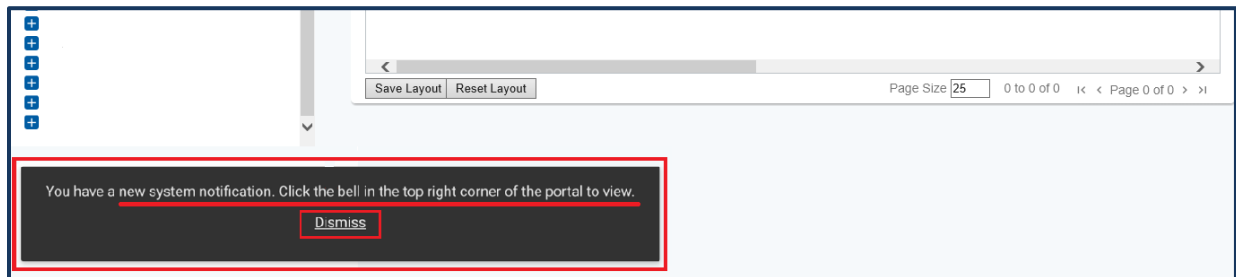 Save Layout Reset Layout Page Size 25 0 to 0 of 0 Page 0 of 0
You have a new system notification. Click the bell in the top right corner of the portal to view.
Dismiss